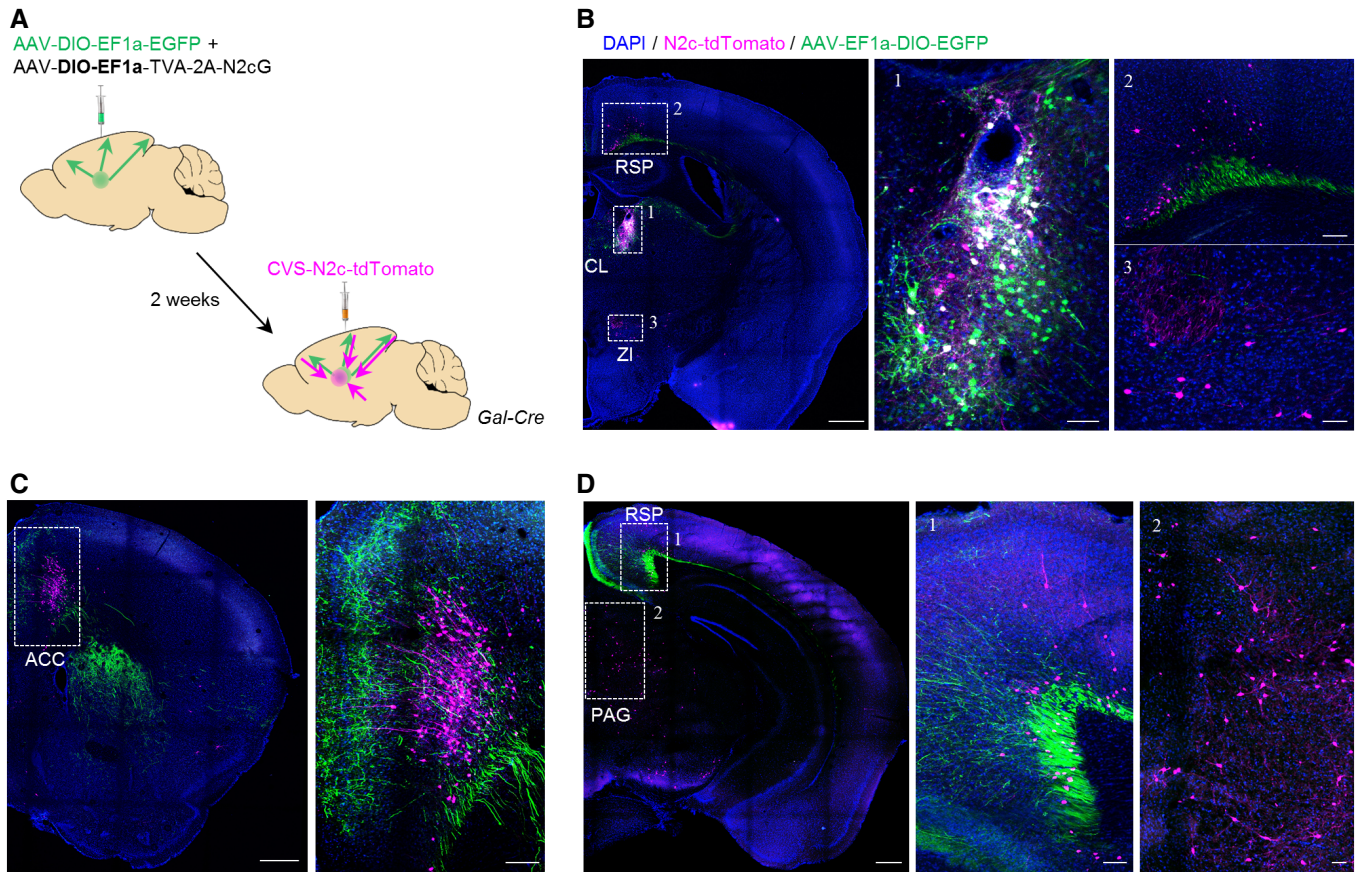 A
AAV-DIO-EF1a-EGFP +
AAV-DIO-EF1a-TVA-2A-N2cG
2 weeks
CVS-N2c-tdTomato
Gal-Cre
B
DAPI / N2c-tdTomato / AAV-EF1a-DIO-EGFP
2
RSP
1
CL
3
ZI
1
2
3
C
ACC
D
RSP
1
2
PAG
1
2